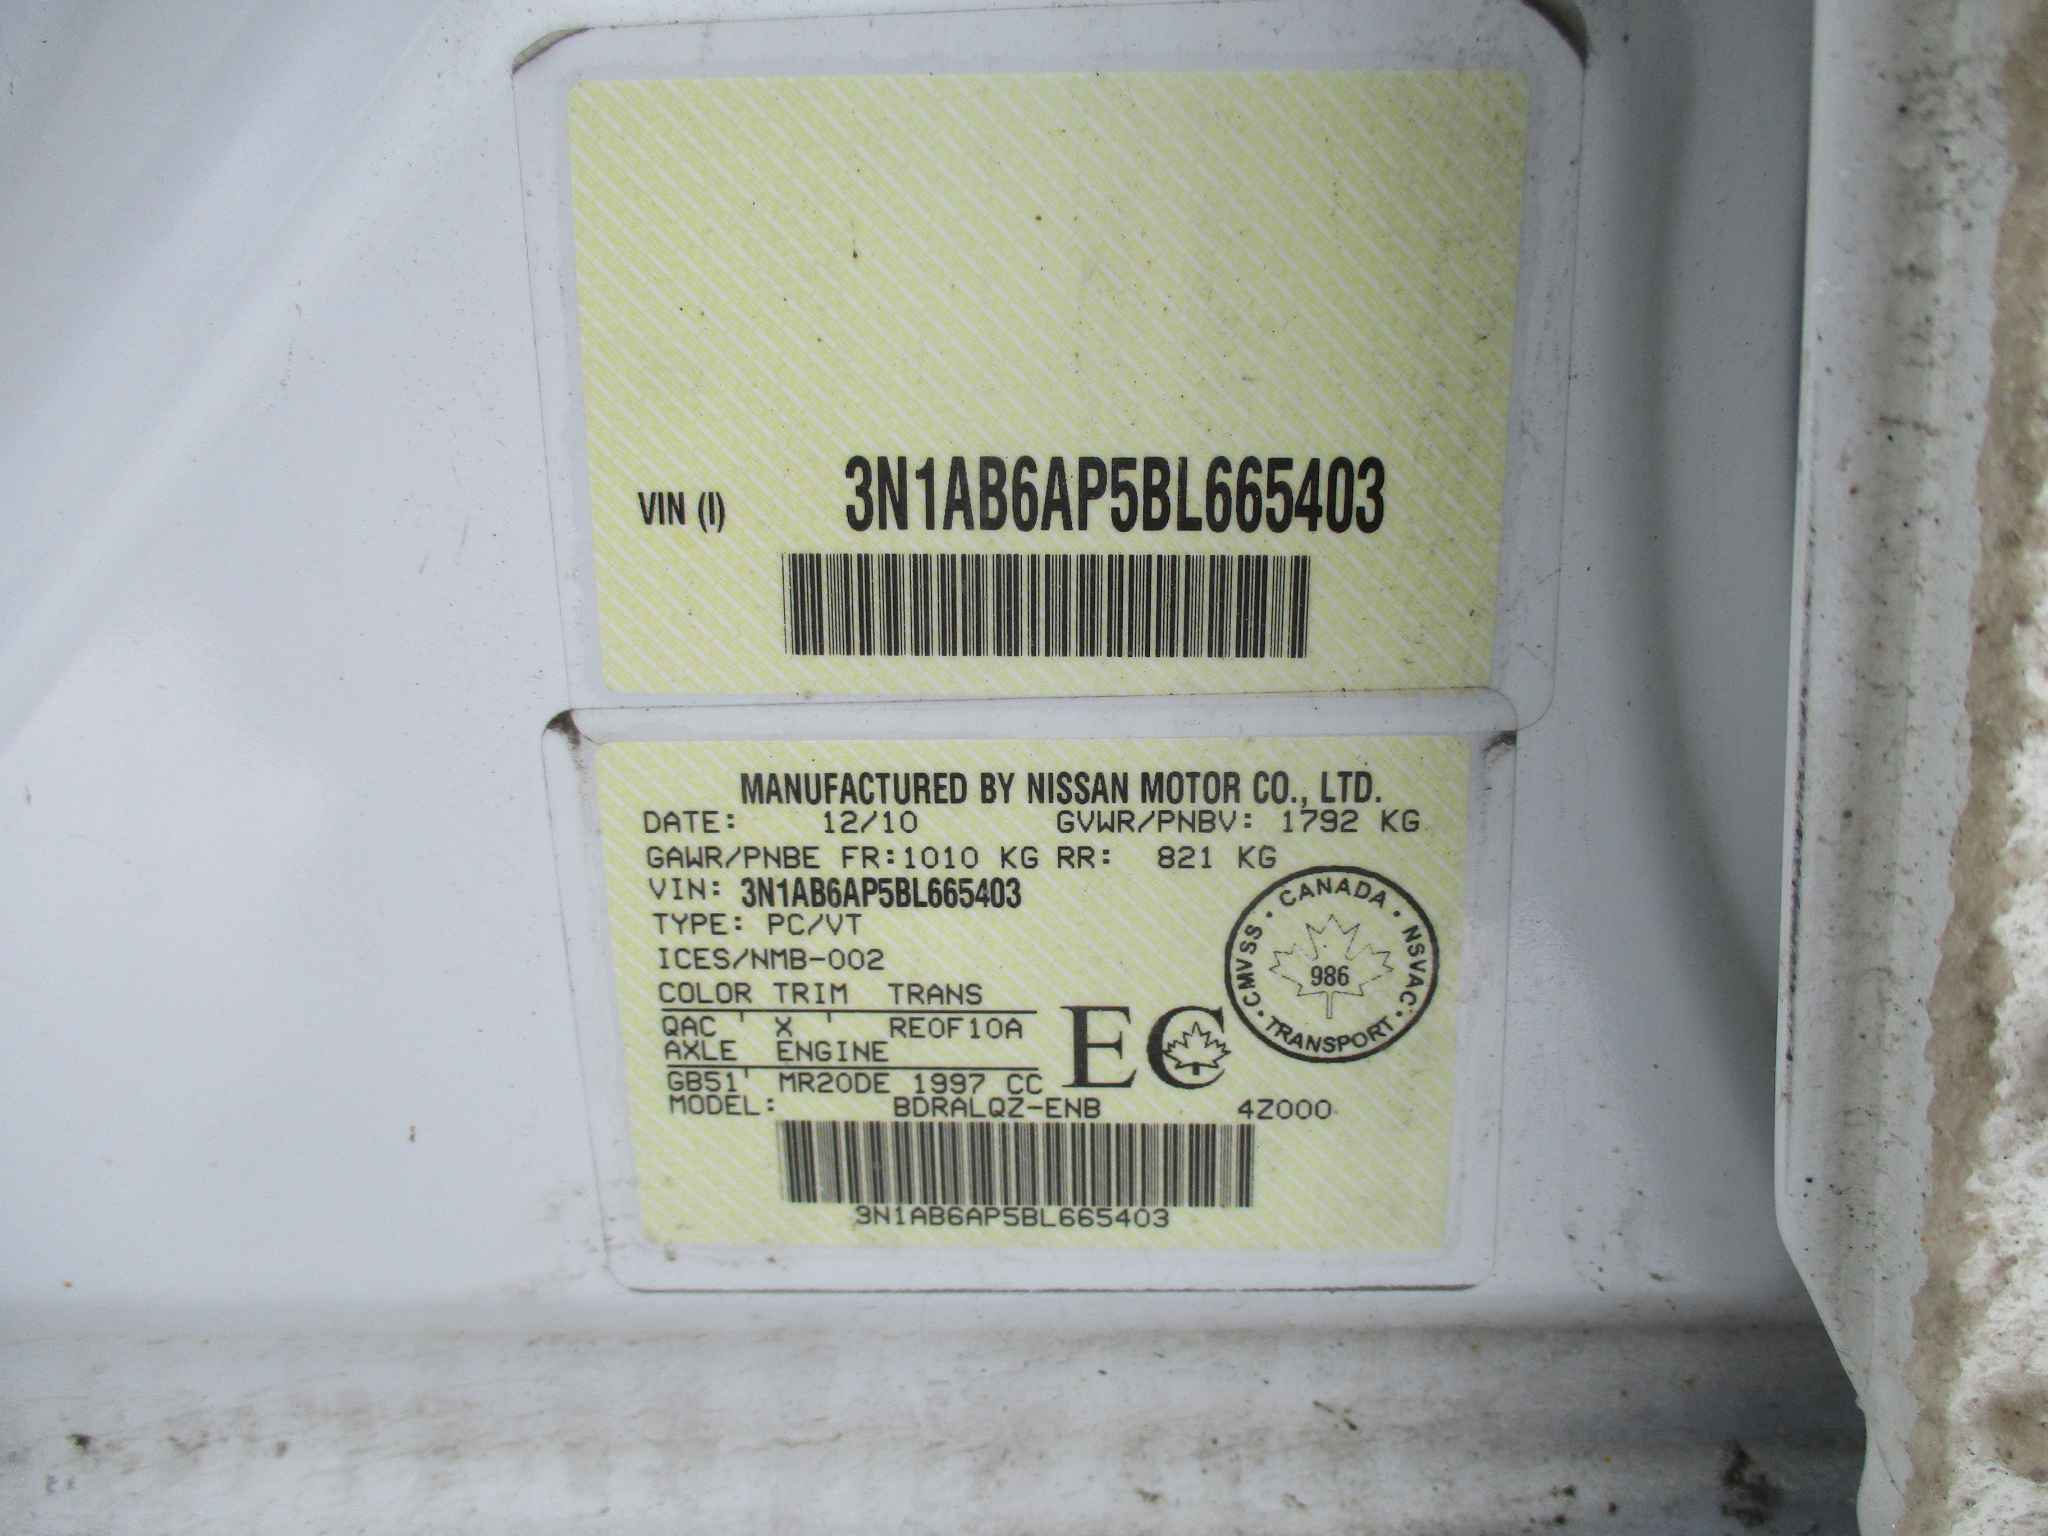 VIN (I) 3N1AB6AP5BL665403
MANUFACTURED BY NISSAN MOTOR CO., LTD.
DATE: 12/10 GVWR/PNBV: 1792 KG
GAWR/PNBE FR:1010 KG RR: 821 KG
VIN: 3N1AB6AP5BL665403
TYPE: PC/VT
ICES/NMB-002
COLOR TRIM TRANS
QAC ' X ' RE0F10A
AXLE ENGINE
GB51' MR20DE 1997 CC
MODEL: BDRALQZ-ENB 4Z000
3N1AB6AP5BL665403
EC
CANADA · NSVAC · TRANSPORT · CMVSS ·
986